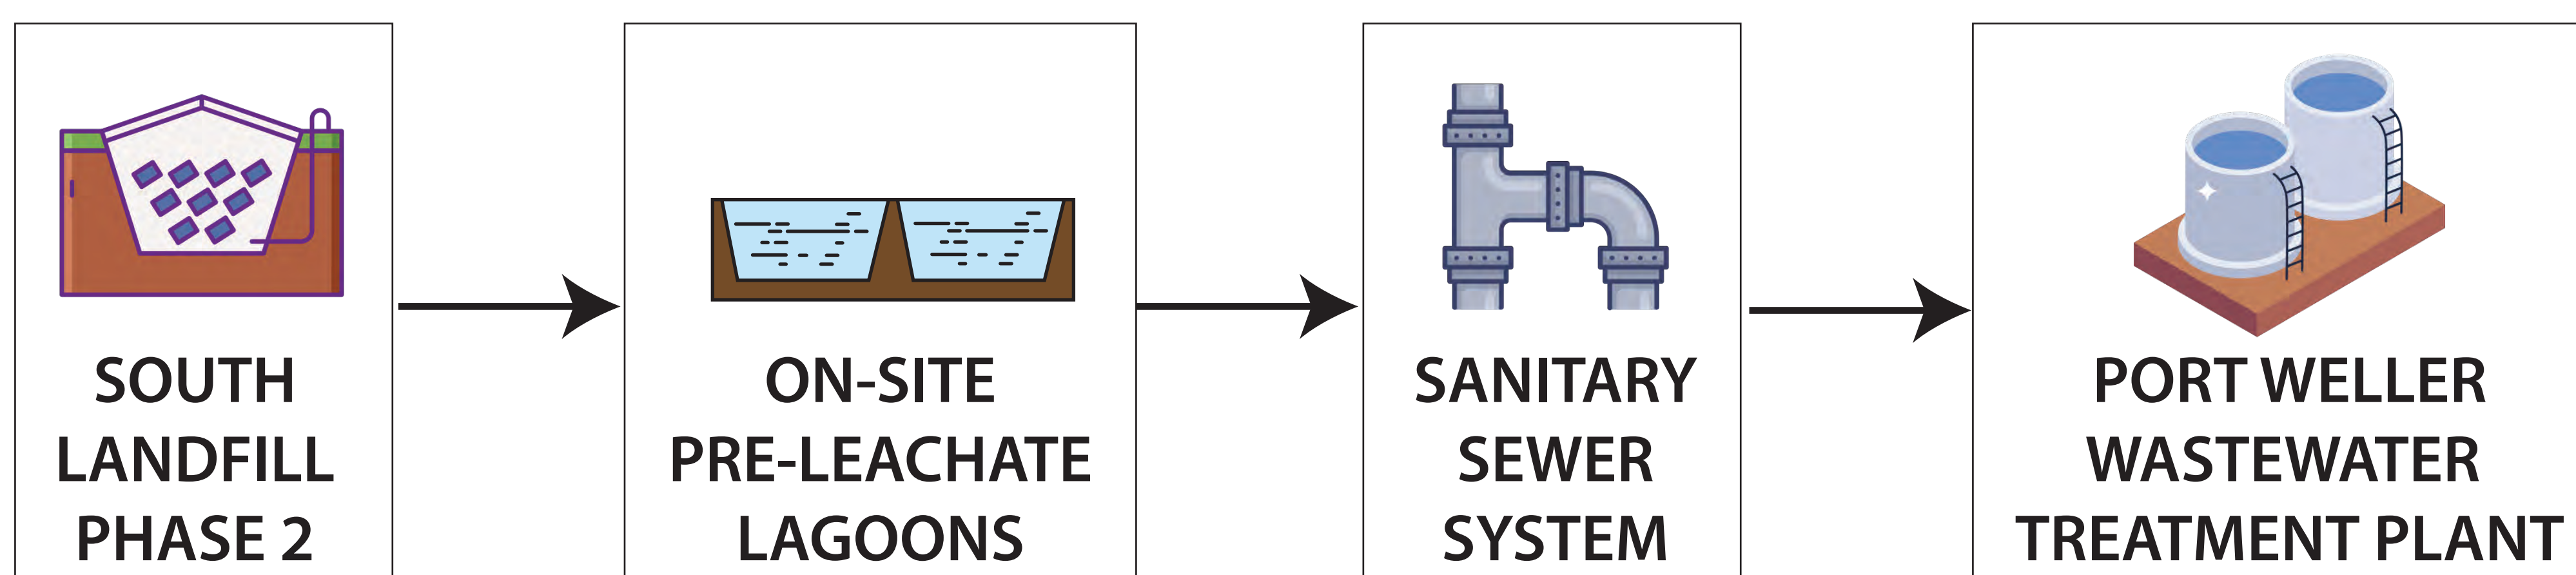 SOUTH
LANDFILL
PHASE 2
ON-SITE
PRE-LEACHATE
LAGOONS
SANITARY
SEWER
SYSTEM
PORT WELLER
WASTEWATER
TREATMENT PLANT